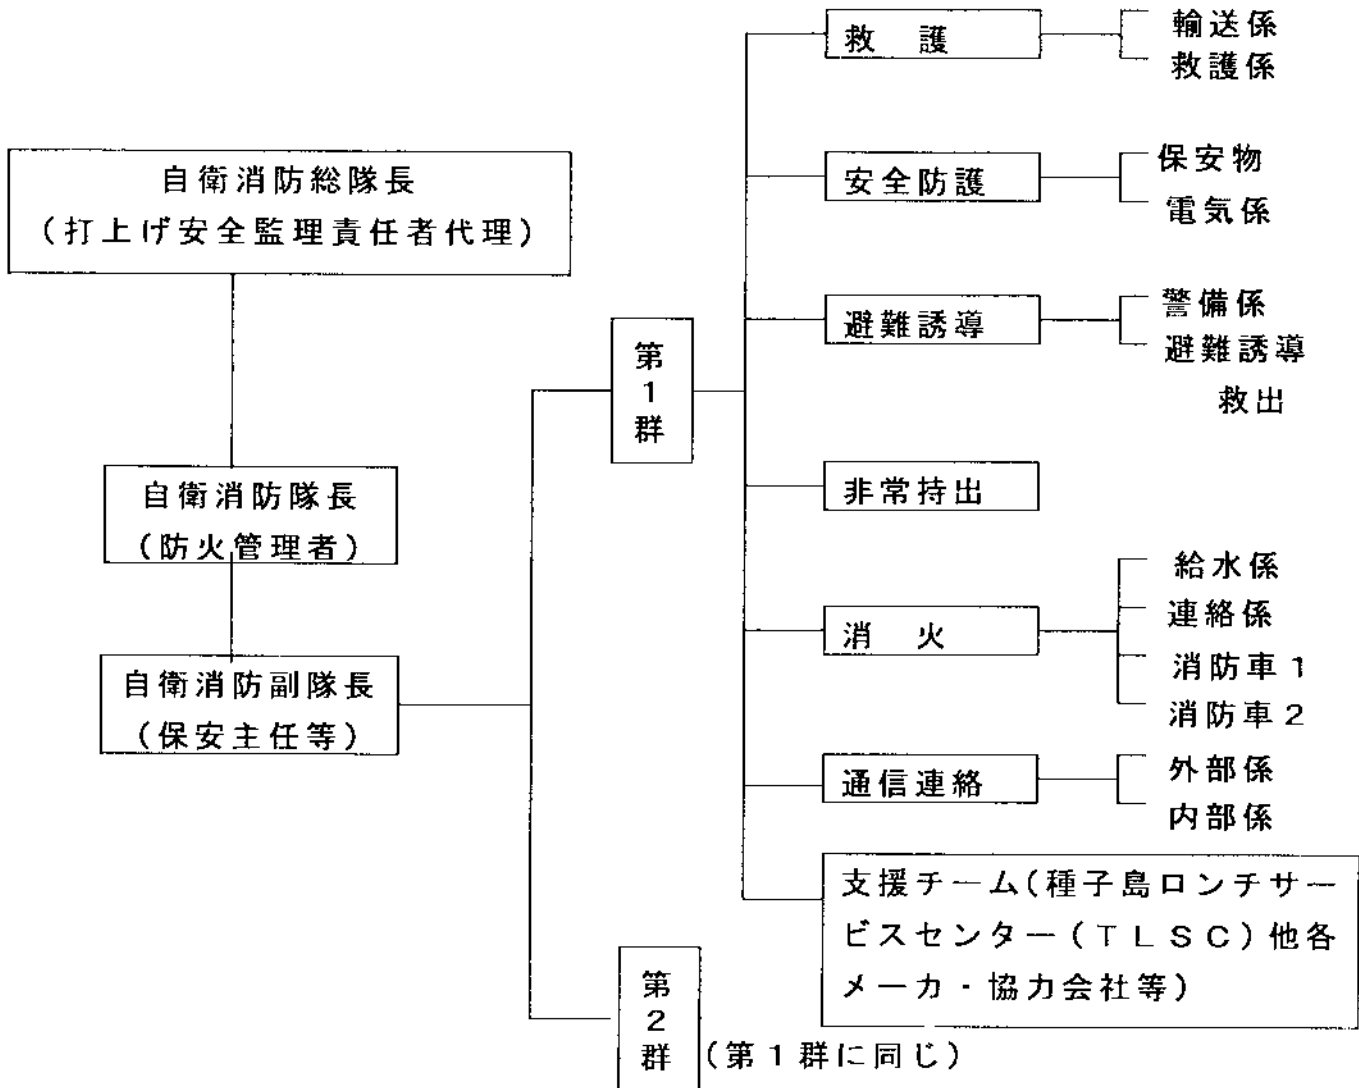 自衛消防総隊長
(打上げ安全監理責任者代理)
自衛消防隊長
(防火管理者)
自衛消防副隊長
(保安主任等)
第1群
救護
輸送係
救護係
安全防護
保安物
電気係
避難誘導
警備係
避難誘導
救出
非常持出
消火
給水係
連絡係
消防車1
消防車2
通信連絡
外部係
内部係
支援チーム(種子島ロンチサー
ビスセンター(TLSC)他各
メーカ・協力会社等)
第2群
(第1群に同じ)